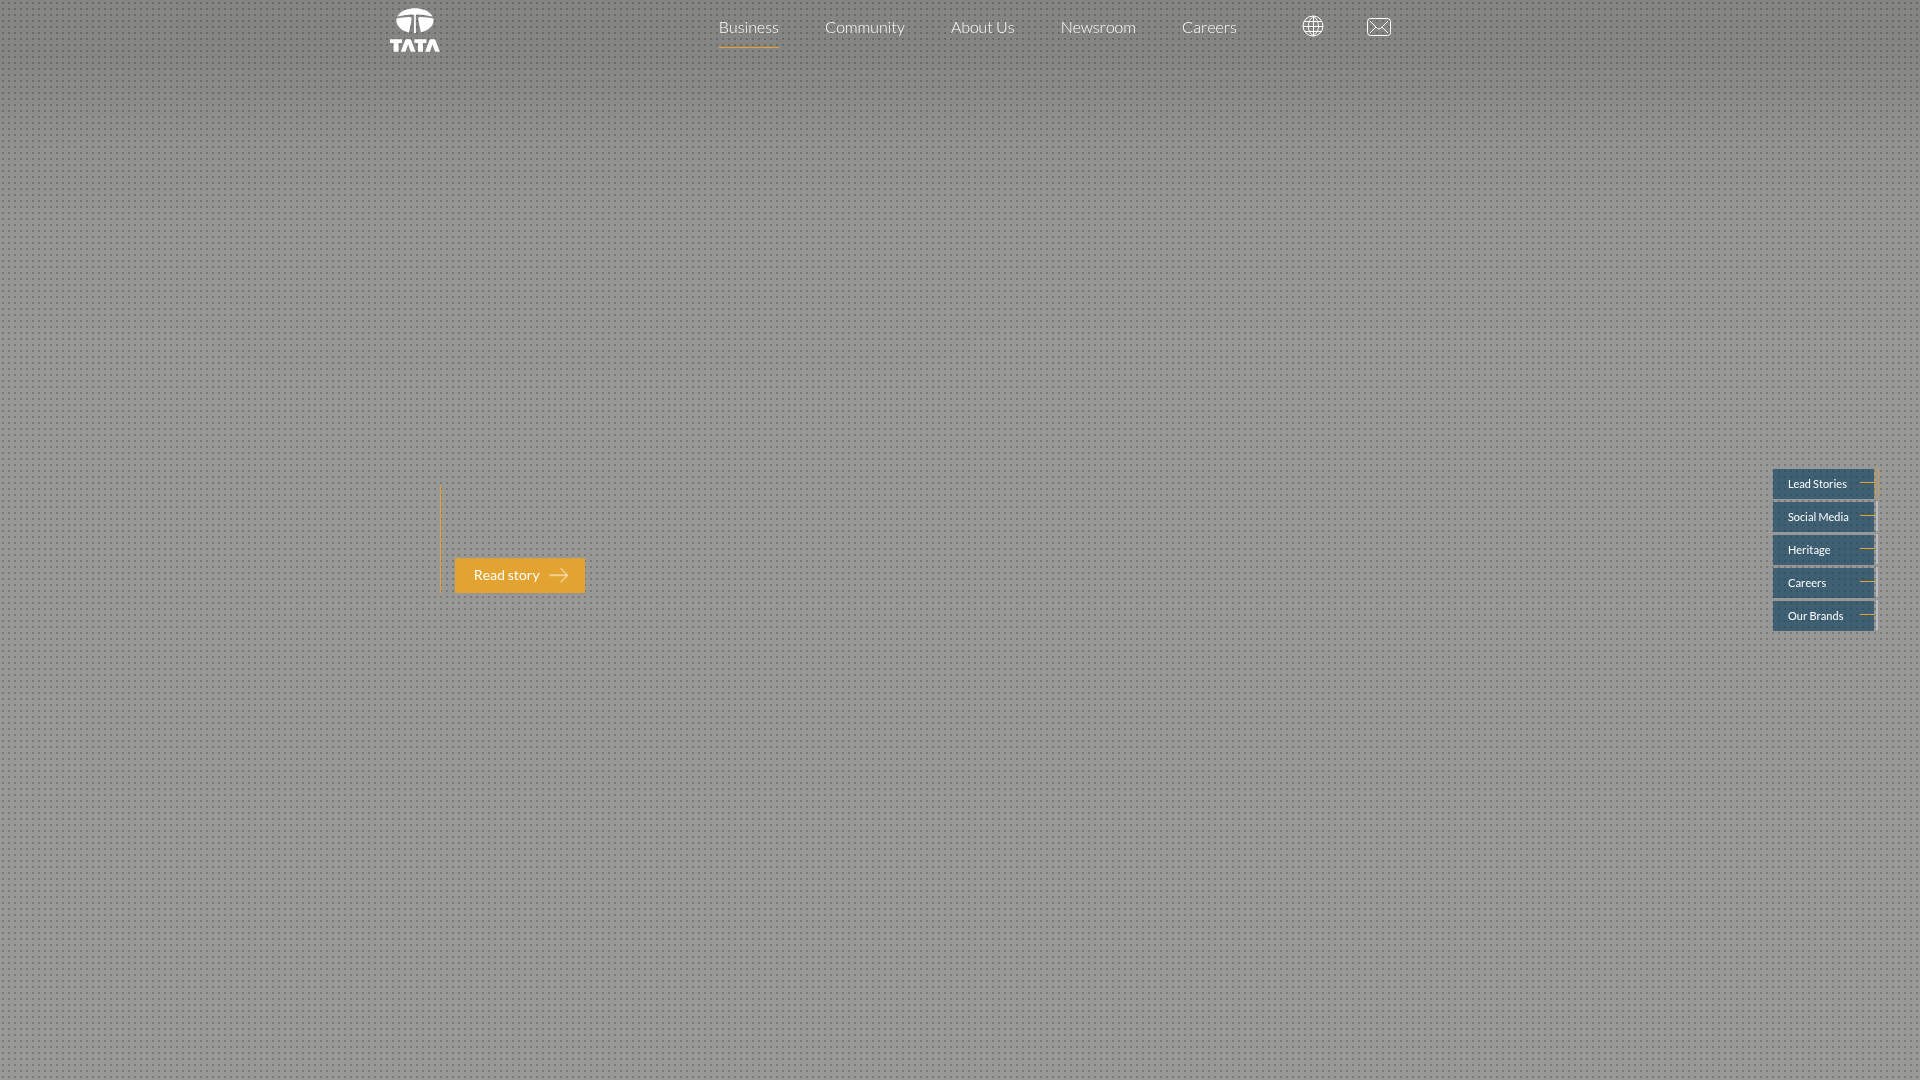 TATA
Business
Community
About Us
Newsroom
Careers
Lead Stories
Social Media
Heritage
Read story
Careers
Our Brands